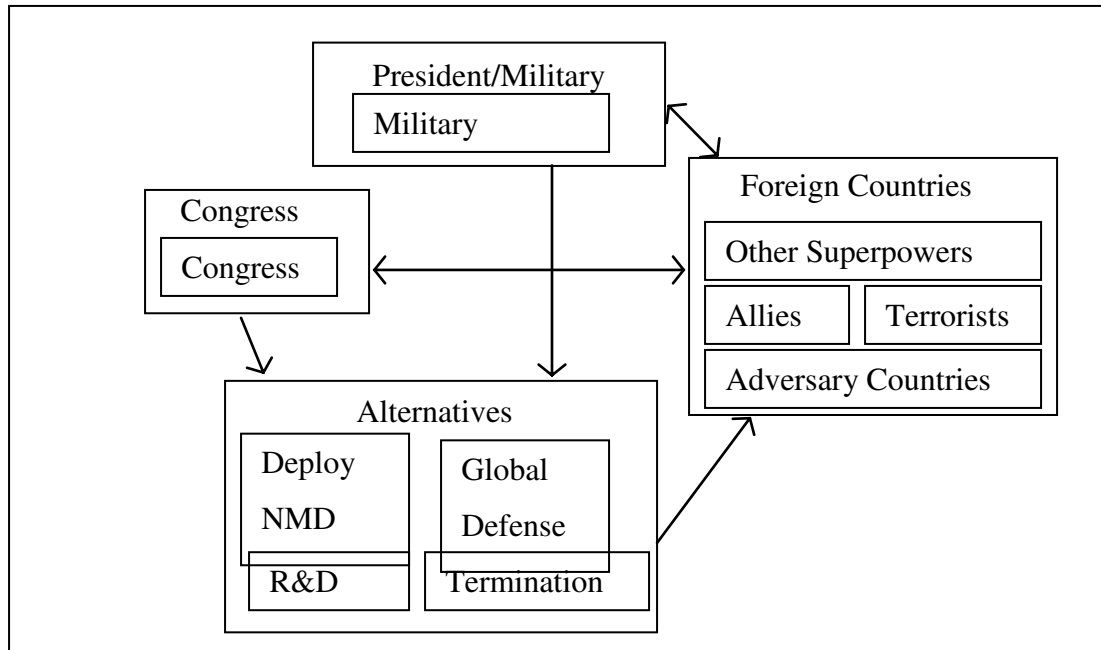 President/Military
Military
Congress
Congress
Foreign Countries
Other Superpowers
Allies
Terrorists
Adversary Countries
Alternatives
Deploy
NMD
Global
Defense
R&D
Termination